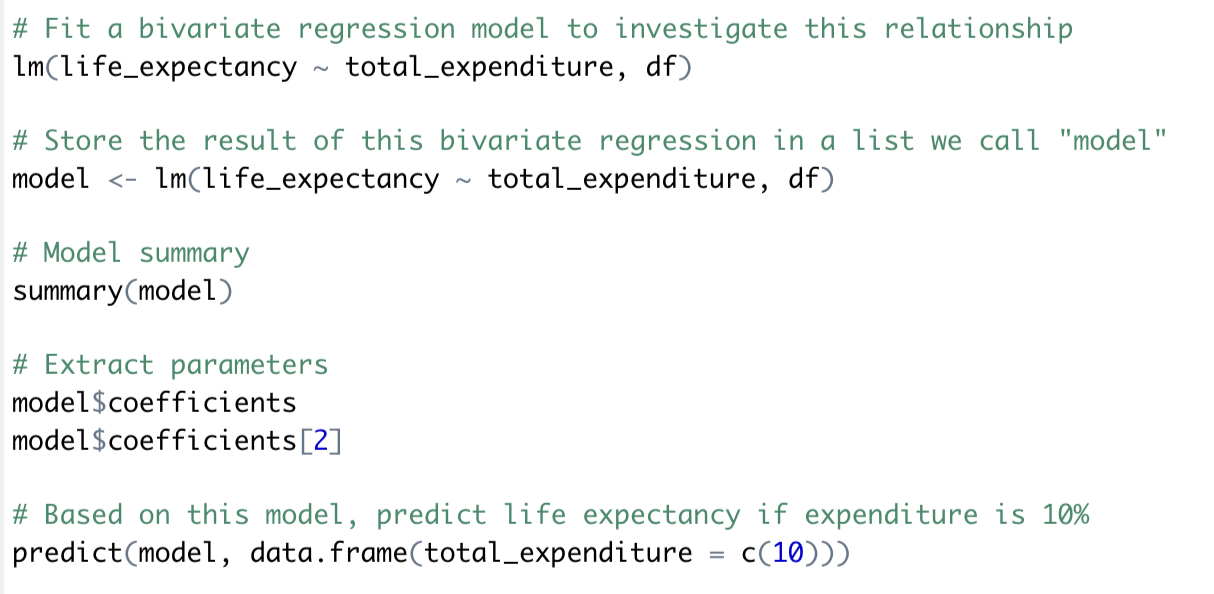 # Fit a bivariate regression model to investigate this relationship
lm(life_expectancy ~ total_expenditure, df)
# Store the result of this bivariate regression in a list we call "model"
model <- lm(life_expectancy ~ total_expenditure, df)
# Model summary
summary(model)
# Extract parameters
model$coefficients
model$coefficients[2]
# Based on this model, predict life expectancy if expenditure is 10%
predict(model, data.frame(total_expenditure = c(10)))